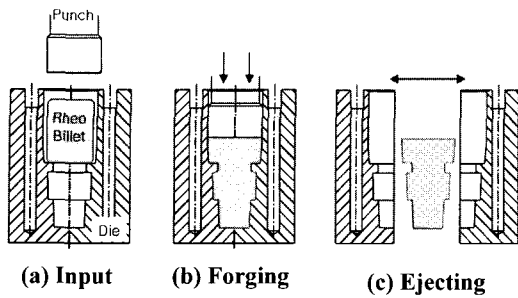 Punch
Rheo
Billet
Die
(a) Input
(b) Forging
(c) Ejecting